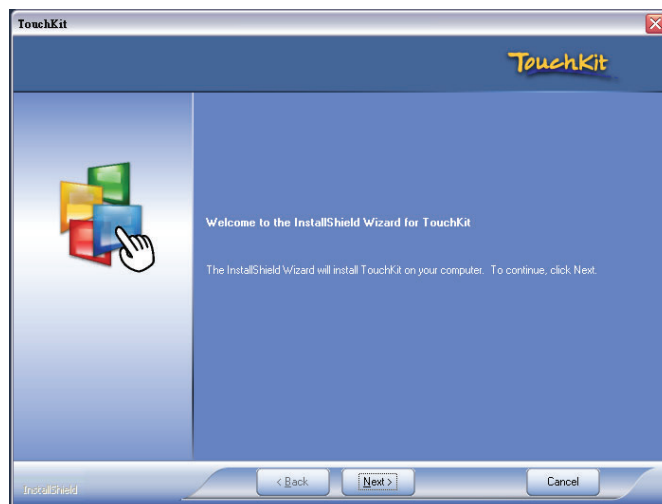 TouchKit
TouchKit
Welcome to the InstallShield Wizard for TouchKit
The InstallShield Wizard will install TouchKit on your computer. To continue, click Next.
InstallShield
< Back
Next >
Cancel